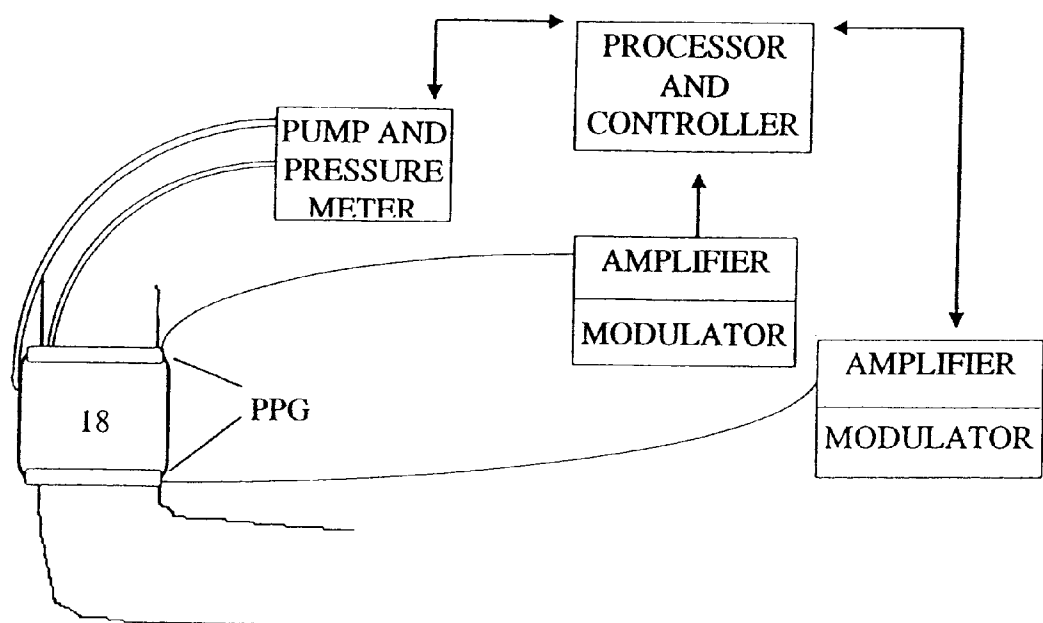 PROCESSOR
AND
CONTROLLER
PUMP AND
PRESSURE
METER
AMPLIFIER
MODULATOR
AMPLIFIER
MODULATOR
PPG
18